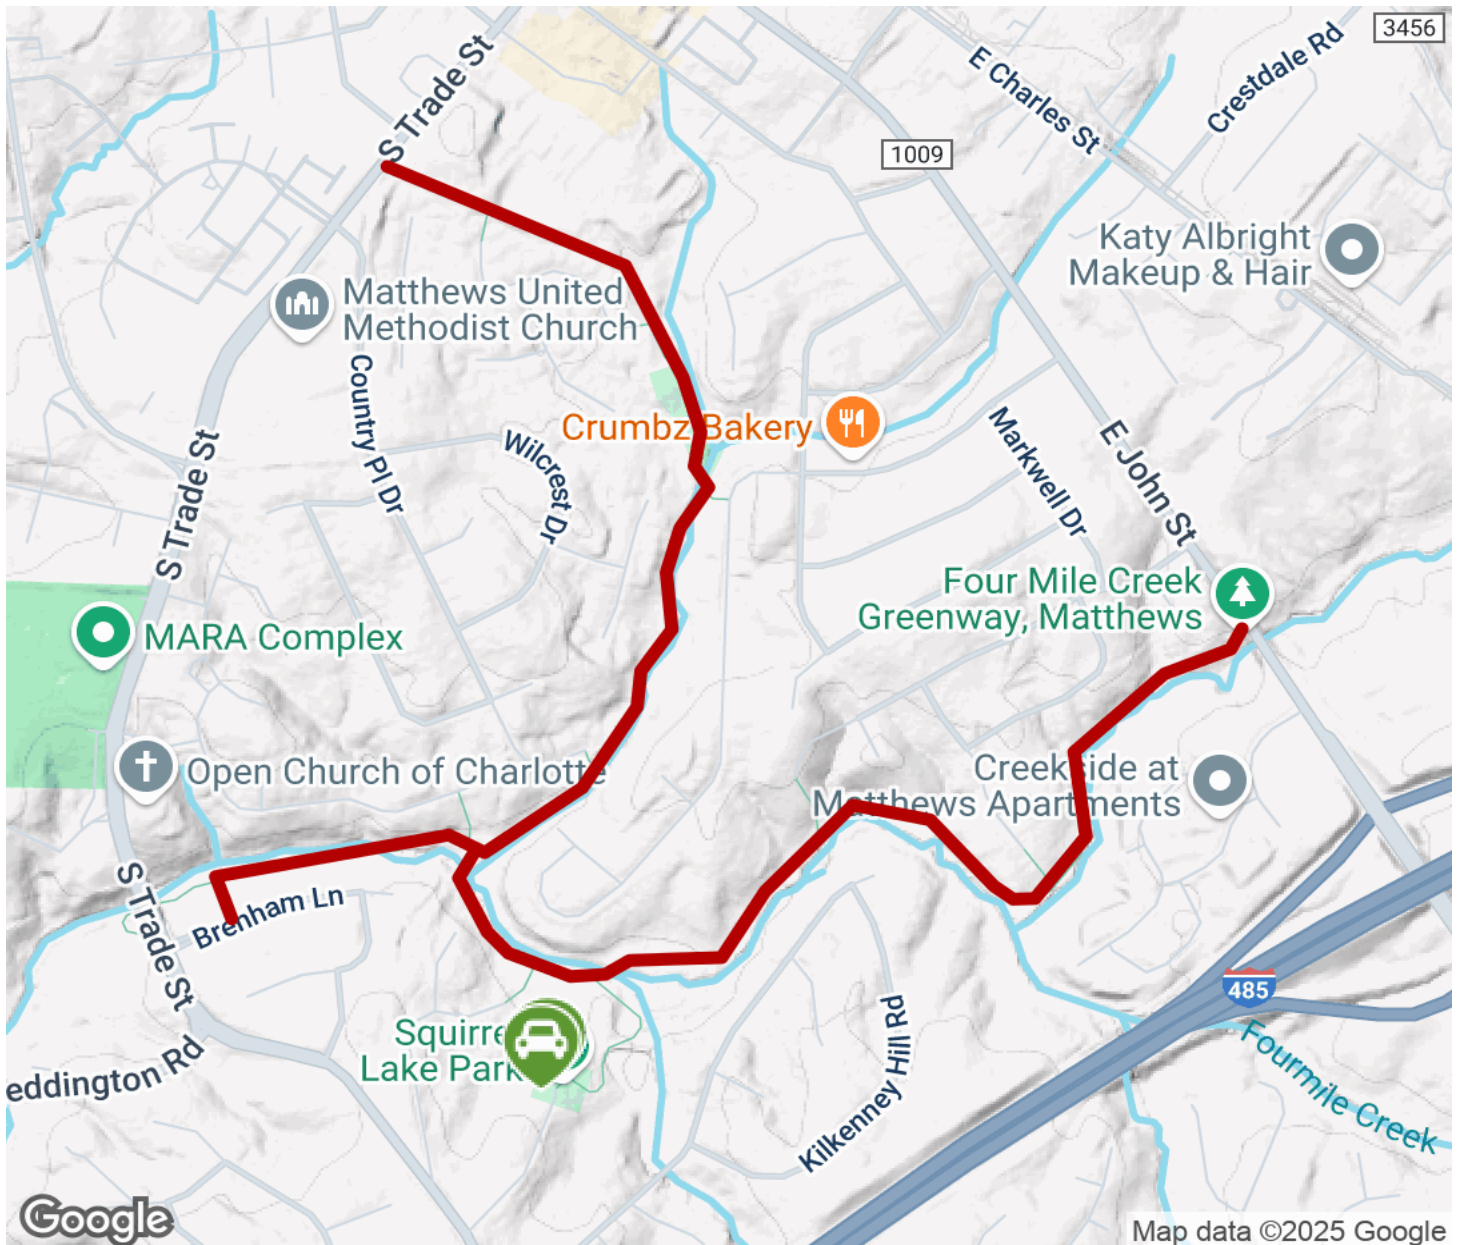 3456
S Trade St
E Charles St
Crestdale Rd
1009
Katy Albright
Makeup & Hair
Matthews United
Methodist Church
Country Pl Dr
Crumbz Bakery
Wilcrest Dr
Markwell Dr
E John St
S Trade St
Four Mile Creek
Greenway, Matthews
MARA Complex
Open Church of Charlotte
Creekside at
Matthews Apartments
S Trade St
Brenham Ln
485
Squirre
Lake Park
Kilkenney Hill Rd
eddington Rd
Fourmile Creek
Google
Map data ©2025 Google